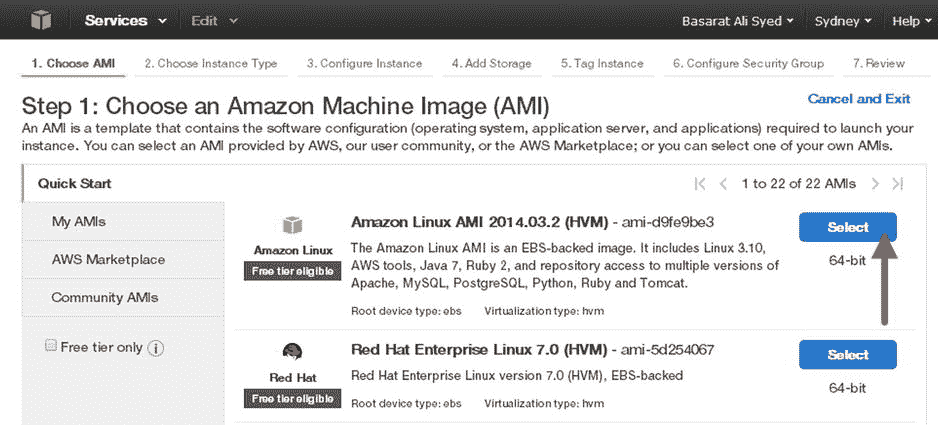 Services Edit Basarat Ali Syed Sydney Help
1. Choose AMI 2. Choose Instance Type 3. Configure Instance 4. Add Storage 5. Tag Instance 6. Configure Security Group 7. Review
Step 1: Choose an Amazon Machine Image (AMI)
Cancel and Exit
An AMI is a template that contains the software configuration (operating system, application server, and applications) required to launch your
instance. You can select an AMI provided by AWS, our user community, or the AWS Marketplace; or you can select one of your own AMIs.
Quick Start
1 to 22 of 22 AMIs
My AMIs
AWS Marketplace
Community AMIs
Free tier only
Amazon Linux
Free tier eligible
Amazon Linux AMI 2014.03.2 (HVM) - ami-d9fe9be3
The Amazon Linux AMI is an EBS-backed image. It includes Linux 3.10,
AWS tools, Java 7, Ruby 2, and repository access to multiple versions of
Apache, MySQL, PostgreSQL, Python, Ruby and Tomcat.
Root device type: ebs Virtualization type: hvm
Select
64-bit
Red Hat
Free tier eligible
Red Hat Enterprise Linux 7.0 (HVM) - ami-5d254067
Red Hat Enterprise Linux version 7.0 (HVM), EBS-backed
Root device type: ebs Virtualization type: hvm
Select
64-bit